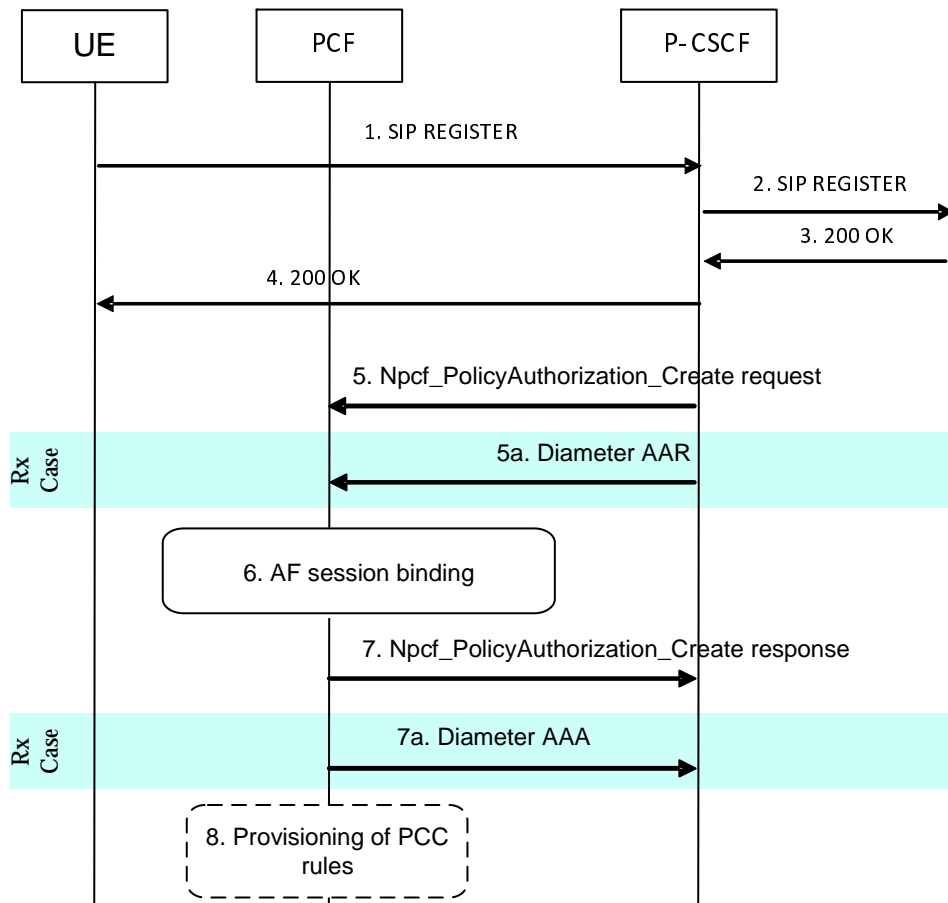 UE
PCF
P-CSCF
1. SIP REGISTER
2. SIP REGISTER
3. 200 OK
4. 200 OK
5. Npcf_PolicyAuthorization_Create request
Rx
Case
5a. Diameter AAR
6. AF session binding
7. Npcf_PolicyAuthorization_Create response
Rx
Case
7a. Diameter AAA
8. Provisioning of PCC
rules